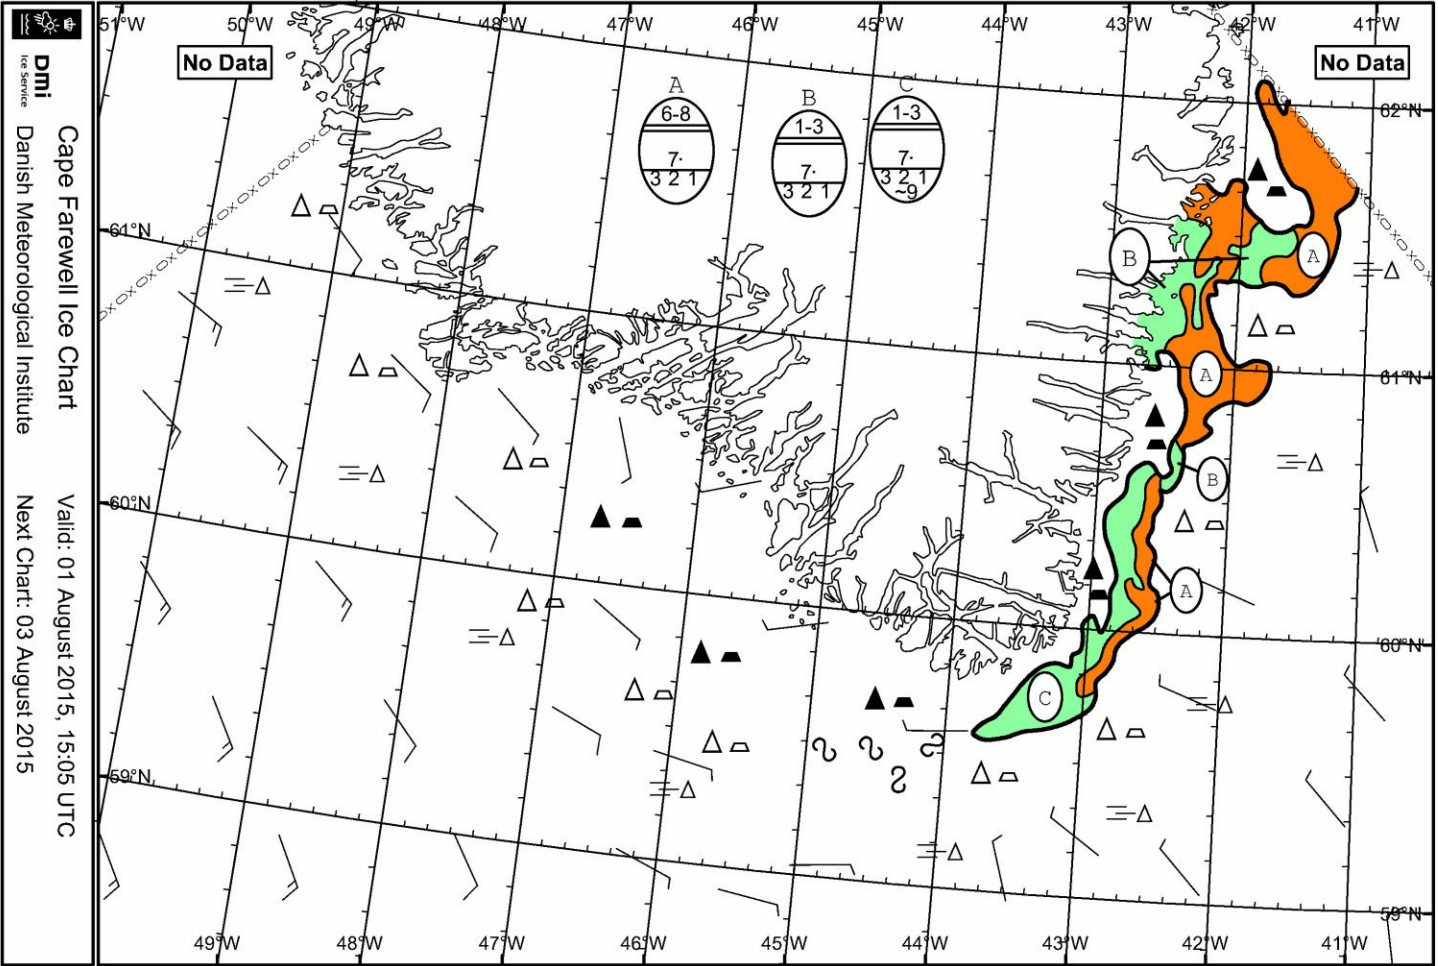 51°W 50°W 49°W 48°W 47°W 46°W 45°W 44°W 43°W 42°W 41°W
No Data
No Data
62°N
A
6-8
7·
3 2 1
B
1-3
7·
3 2 1
C
1-3
7·
3 2 1
~9
61°N
B
A
A
61°N
B
60°N
A
60°N
C
59°N
59°N
49°W 48°W 47°W 46°W 45°W 44°W 43°W 42°W 41°W
Cape Farewell Ice Chart
Valid: 01 August 2015, 15:05 UTC
Dmi
Ice Service
Danish Meteorological Institute
Next Chart: 03 August 2015